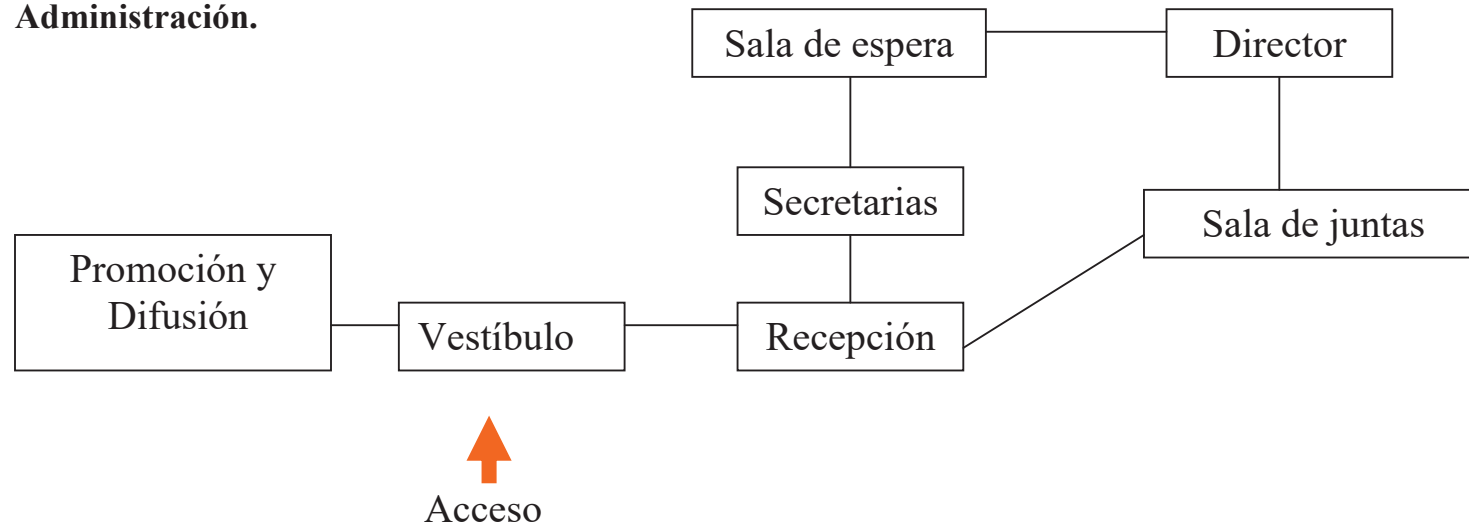 Administración.
Sala de espera
Director
Secretarias
Sala de juntas
Promoción y
Difusión
Vestíbulo
Recepción
Acceso